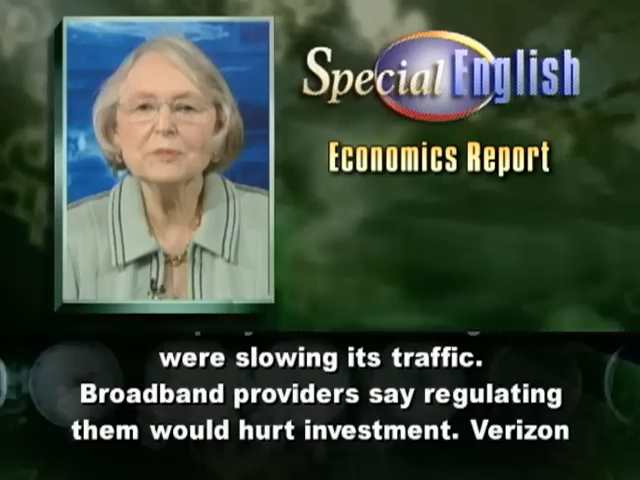 Special English
Economics Report
were slowing its traffic.
Broadband providers say regulating
them would hurt investment. Verizon